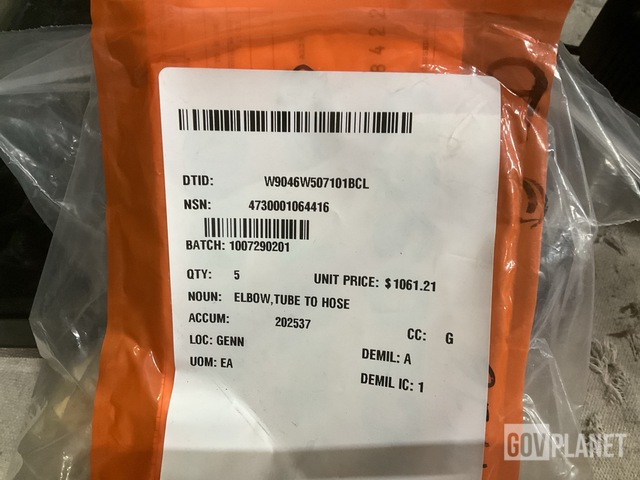 8422
DTID: W9046W507101BCL
NSN: 4730001064416
BATCH: 1007290201
QTY: 5 UNIT PRICE: $1061.21
NOUN: ELBOW,TUBE TO HOSE
ACCUM: 202537 CC: G
LOC: GENN DEMIL: A
UOM: EA DEMIL IC: 1
GOVPLANET